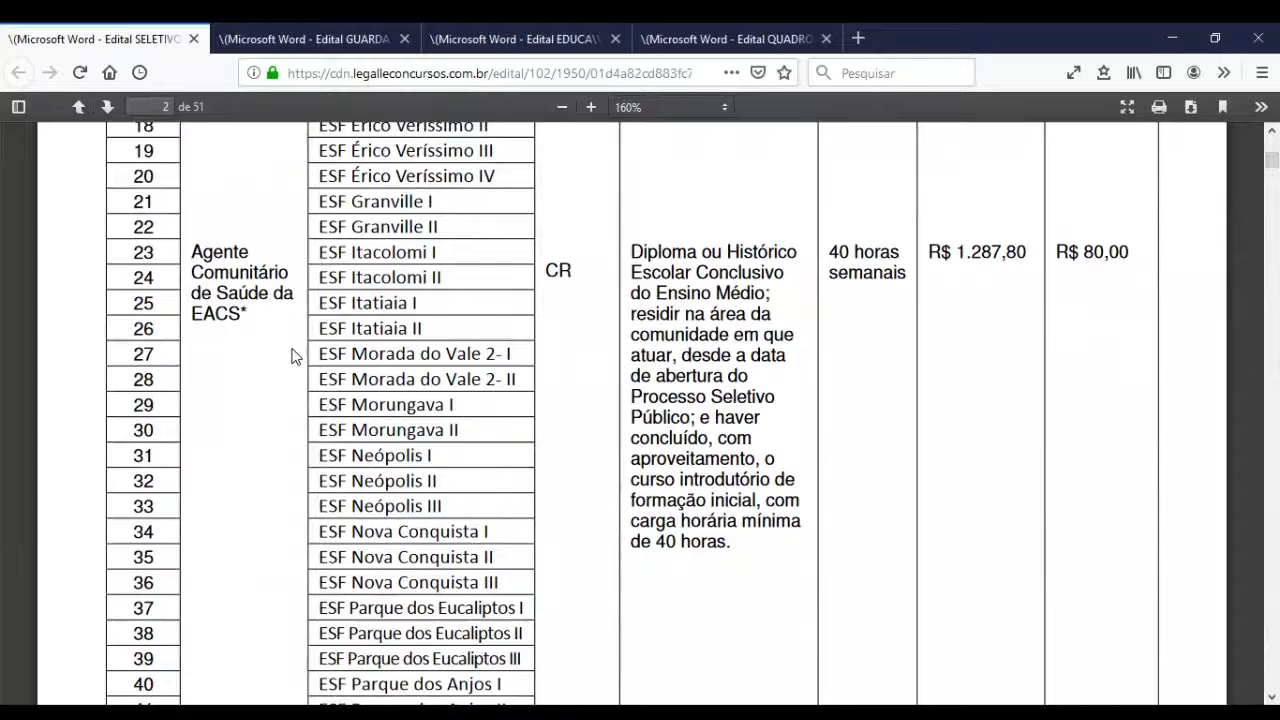 \(Microsoft Word - Edital SELETIVO
\(Microsoft Word - Edital GUARDA
\(Microsoft Word - Edital EDUCA\\
\(Microsoft Word - Edital QUADRO
https://cdn.legalleconcursos.com.br/edital/102/1950/01d4a82cd883fc7
Pesquisar
2 de 51
160%
18 ESF Érico Veríssimo II
19 ESF Érico Veríssimo III
20 ESF Érico Veríssimo IV
21 ESF Granville I
22 ESF Granville II
23 ESF Itacolomi I
24 ESF Itacolomi II
25 ESF Itatiaia I
26 ESF Itatiaia II
27 ESF Morada do Vale 2- I
28 ESF Morada do Vale 2- II
29 ESF Morungava I
30 ESF Morungava II
31 ESF Neópolis I
32 ESF Neópolis II
33 ESF Neópolis III
34 ESF Nova Conquista I
35 ESF Nova Conquista II
36 ESF Nova Conquista III
37 ESF Parque dos Eucaliptos I
38 ESF Parque dos Eucaliptos II
39 ESF Parque dos Eucaliptos III
40 ESF Parque dos Anjos I
Agente
Comunitário
de Saúde da
EACS*
CR
Diploma ou Histórico
Escolar Conclusivo
do Ensino Médio;
residir na área da
comunidade em que
atuar, desde a data
de abertura do
Processo Seletivo
Público; e haver
concluído, com
aproveitamento, o
curso introdutório de
formação inicial, com
carga horária mínima
de 40 horas.
40 horas
semanais
R$ 1.287,80
R$ 80,00